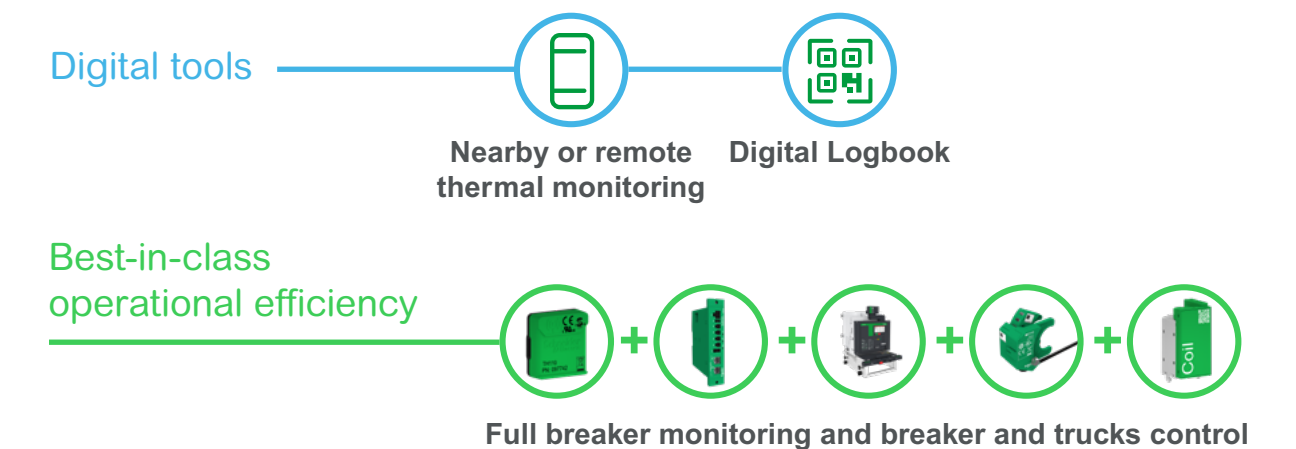 Digital tools
Nearby or remote
thermal monitoring
Digital Logbook
Best-in-class
operational efficiency
Coil
Full breaker monitoring and breaker and trucks control